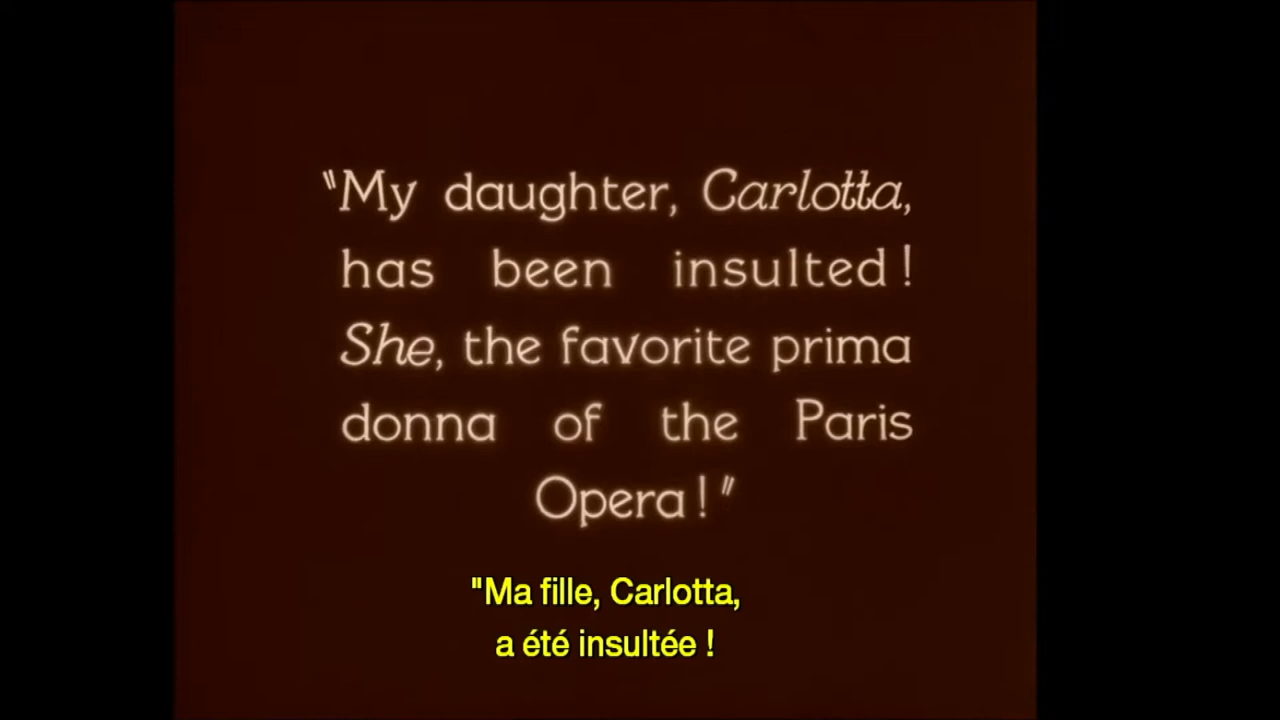 "My daughter, Carlotta,
has been insulted!
She, the favorite prima
donna of the Paris
Opera!"
"Ma fille, Carlotta,
a été insultée !